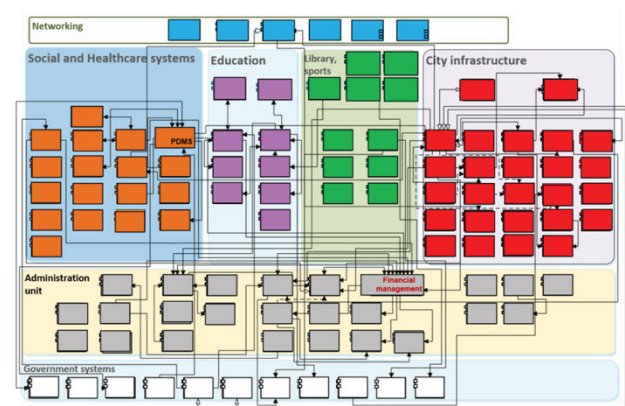 Networking
Social and Healthcare systems
Education
Library,
sports
City infrastructure
PDMS
Administration
unit
Financial
management
Government systems